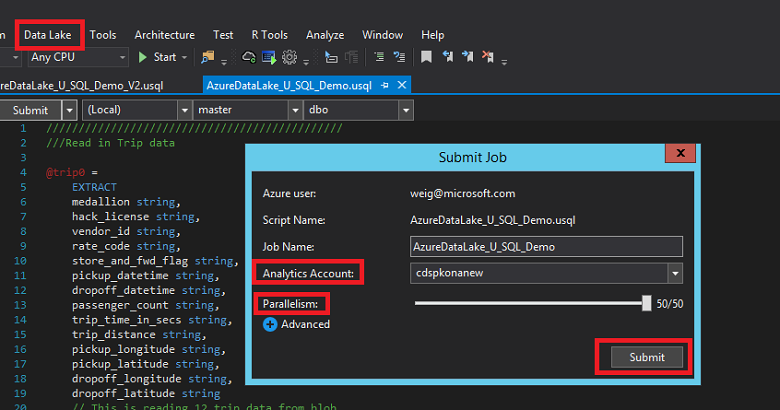 m Data Lake Tools Architecture Test R Tools Analyze Window Help
Any CPU Start
reDataLake_U_SQL_Demo_V2.usql AzureDataLake_U_SQL_Demo.usql
Submit (Local) master dbo
1 ///////////////////////////////////////////////
2 ///Read in Trip data
3
4 @trip0 =
5 EXTRACT
6 medallion string,
7 hack_license string,
8 vendor_id string,
9 rate_code string,
10 store_and_fwd_flag string,
11 pickup_datetime string,
12 dropoff_datetime string,
13 passenger_count string,
14 trip_time_in_secs string,
15 trip_distance string,
16 pickup_longitude string,
17 pickup_latitude string,
18 dropoff_longitude string,
19 dropoff_latitude string
20 // This is reading 12 trip data from blob
Submit Job
Azure user: weig@microsoft.com
Script Name: AzureDataLake_U_SQL_Demo.usql
Job Name: AzureDataLake_U_SQL_Demo
Analytics Account: cdspkonanew
Parallelism: 50/50
Advanced
Submit